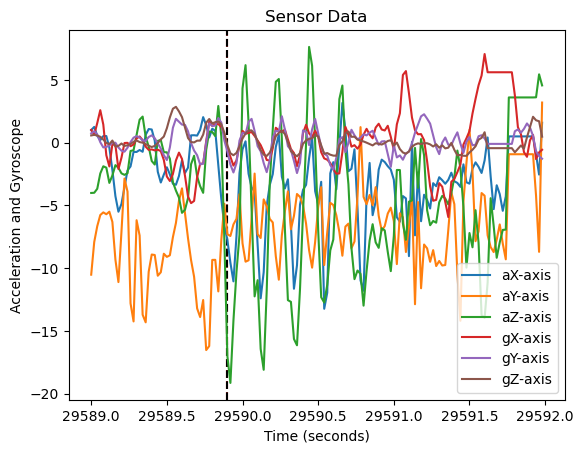 Sensor Data
Acceleration and Gyroscope
5
0
−5
−10
−15
−20
aX-axis
aY-axis
aZ-axis
gX-axis
gY-axis
gZ-axis
29589.0 29589.5 29590.0 29590.5 29591.0 29591.5 29592.0
Time (seconds)